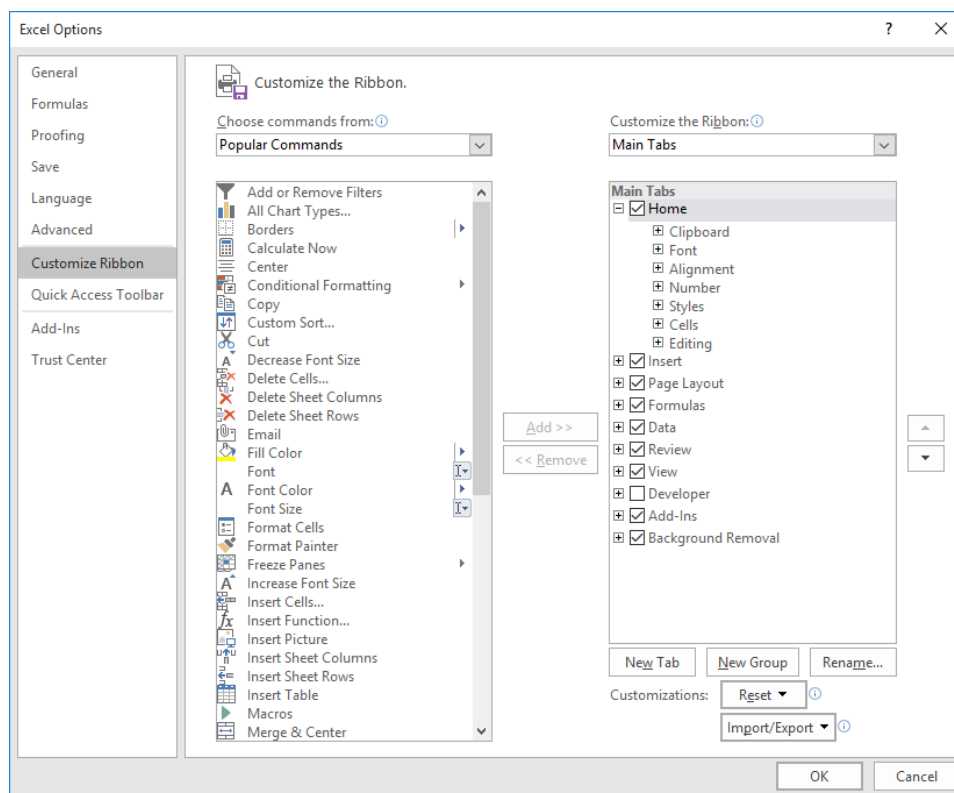 Excel Options
?
General
Formulas
Proofing
Save
Language
Advanced
Customize Ribbon
Quick Access Toolbar
Add-Ins
Trust Center
Customize the Ribbon.
Choose commands from:
Popular Commands
Add or Remove Filters
All Chart Types...
Borders
Calculate Now
Center
Conditional Formatting
Copy
Custom Sort...
Cut
Decrease Font Size
Delete Cells...
Delete Sheet Columns
Delete Sheet Rows
Email
Fill Color
Font
Font Color
Font Size
Format Cells
Format Painter
Freeze Panes
Increase Font Size
Insert Cells...
Insert Function...
Insert Picture
Insert Sheet Columns
Insert Sheet Rows
Insert Table
Macros
Merge & Center
Add >>
<< Remove
Customize the Ribbon:
Main Tabs
Main Tabs
Home
Clipboard
Font
Alignment
Number
Styles
Cells
Editing
Insert
Page Layout
Formulas
Data
Review
View
Developer
Add-Ins
Background Removal
New Tab New Group Rename...
Customizations: Reset
Import/Export
OK Cancel